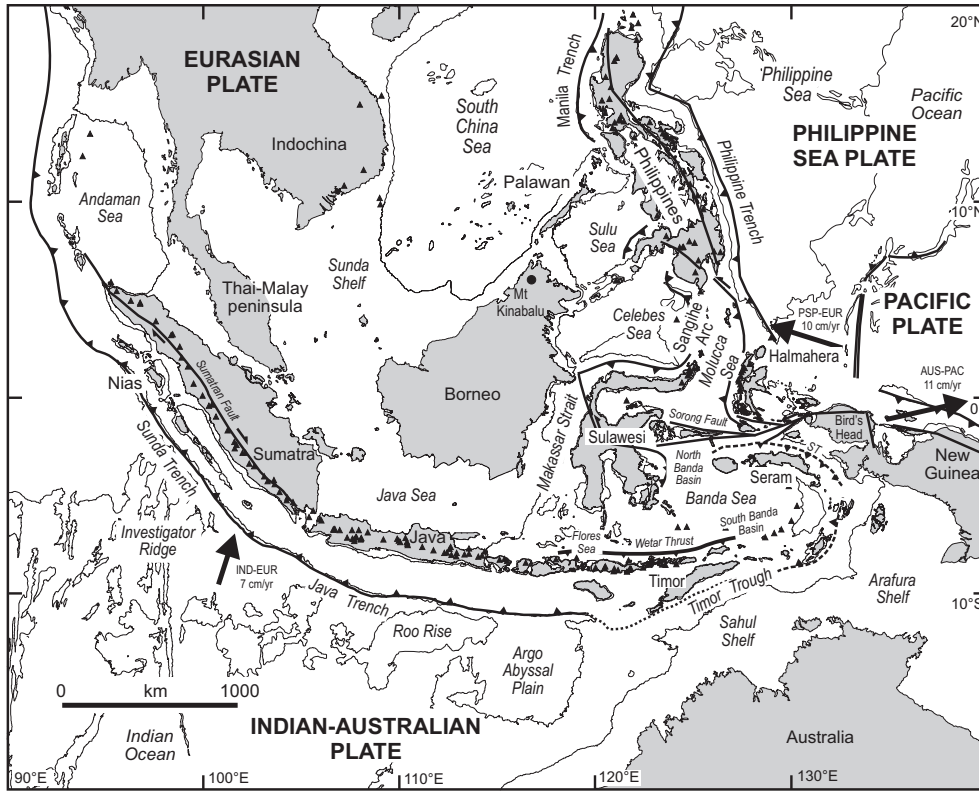 20°N
EURASIAN
PLATE
Manila Trench
Philippine
Sea
Pacific
Ocean
South
China
Sea
Indochina
PHILIPPINE
SEA PLATE
Palawan
Philippines
Philippine Trench
Andaman
Sea
10°N
Sulu
Sea
Sunda
Shelf
Thai-Malay
peninsula
Mt
Kinabalu
PACIFIC
PLATE
Celbes
Sea
Sangihe
Arc
Molucca
Sea
PSP-EUR
10 cm/yr
Halmahera
AUS-PAC
11 cm/yr
0
Nias
Sumatran Fault
Borneo
Makassar Strait
Sorong Fault
Bird's
Head
Sulawesi
ST
New
Guinea
Sunda Trench
Sumatra
North
Banda
Basin
Seram
Java Sea
Banda Sea
South Banda
Basin
Investigator
Ridge
Java
Flores
Sea
Wetar Thrust
IND-EUR
7 cm/yr
Timor
Timor Trough
Arafura
Shelf
Java Trench
10°S
Roo Rise
Sahul
Shelf
Argo
Abyssal
Plain
0 km 1000
INDIAN-AUSTRALIAN
PLATE
Indian
Ocean
Australia
90°E 100°E 110°E 120°E 130°E